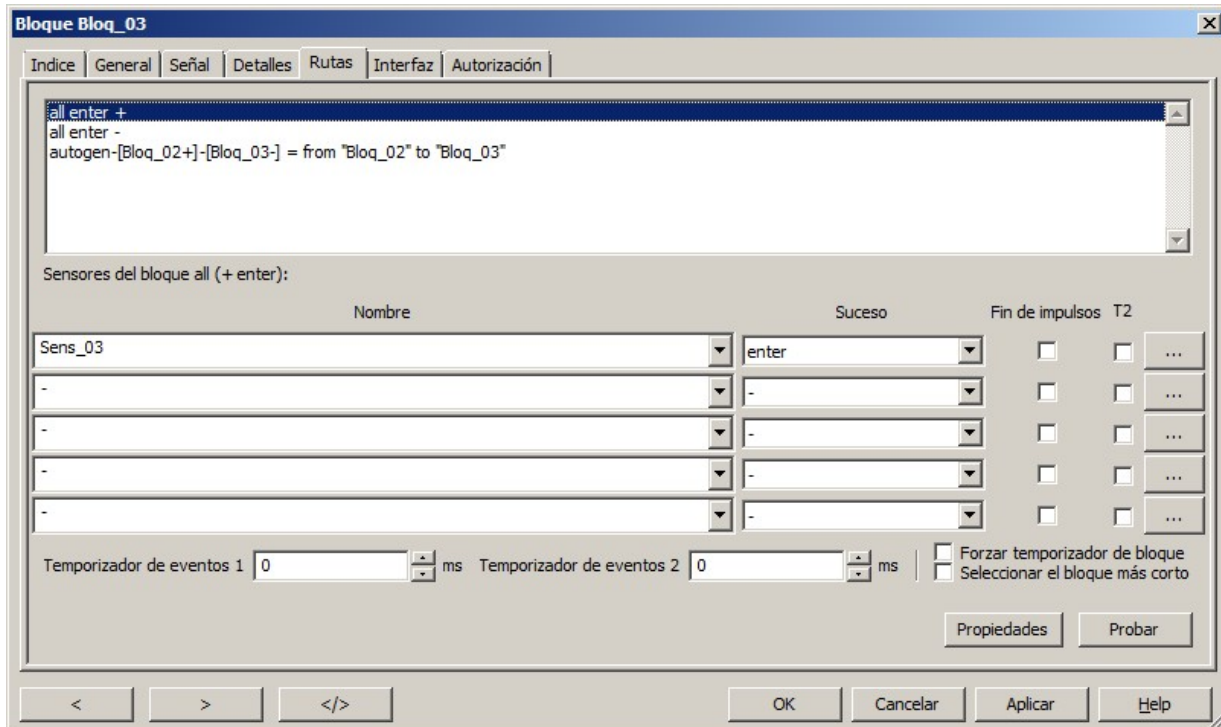 Bloque Bloq_03
Indice General Señal Detalles Rutas Interfaz Autorización
all enter +
all enter -
autogen-[Bloq_02+]-[Bloq_03-] = from "Bloq_02" to "Bloq_03"
Sensores del bloque all (+ enter):
Nombre Suceso Fin de impulsos T2
Sens_03 enter ...
- - ...
- - ...
- - ...
- - ...
Temporizador de eventos 1 0 ms Temporizador de eventos 2 0 ms Forzar temporizador de bloque
Seleccionar el bloque más corto
Propiedades Probar
< > </> OK Cancelar Aplicar Help